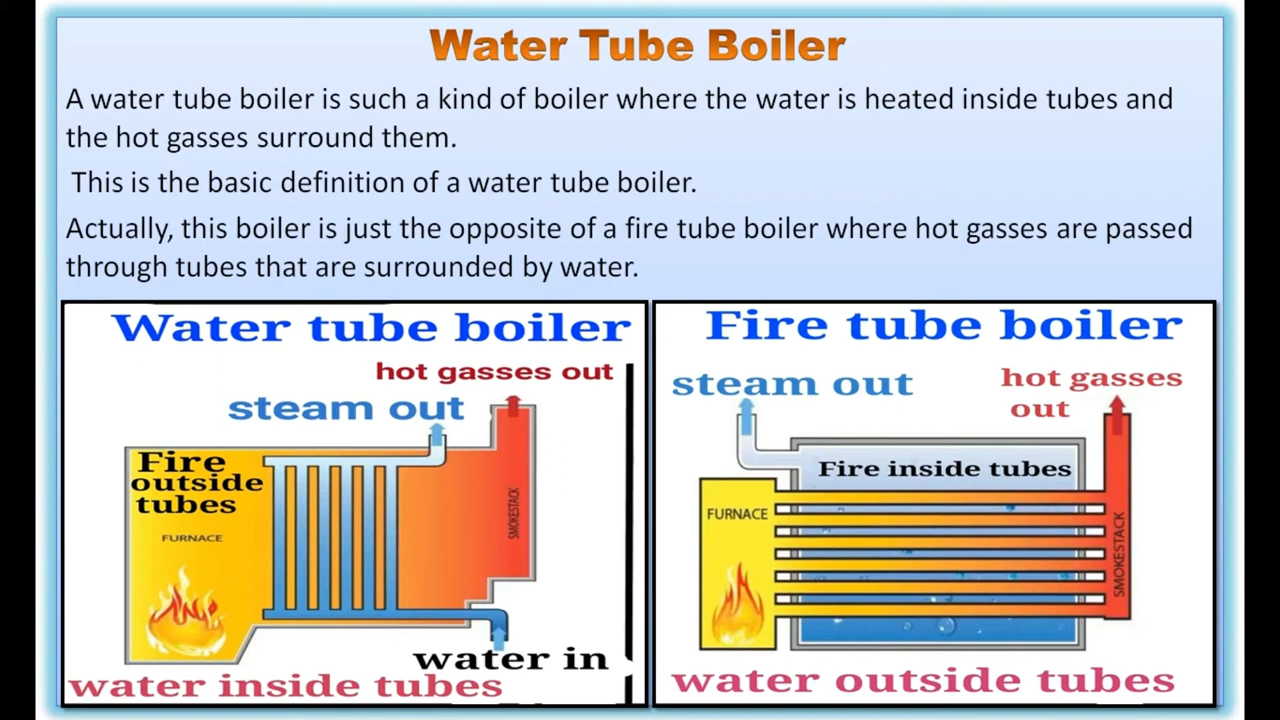 Water Tube Boiler
A water tube boiler is such a kind of boiler where the water is heated inside tubes and
the hot gasses surround them.
This is the basic definition of a water tube boiler.
Actually, this boiler is just the opposite of a fire tube boiler where hot gasses are passed
through tubes that are surrounded by water.
Water tube boiler
hot gasses out
steam out
Fire
outside
tubes
FURNACE
SMOKESTACK
water in
water inside tubes
Fire tube boiler
steam out
hot gasses
out
Fire inside tubes
FURNACE
SMOKESTACK
water outside tubes